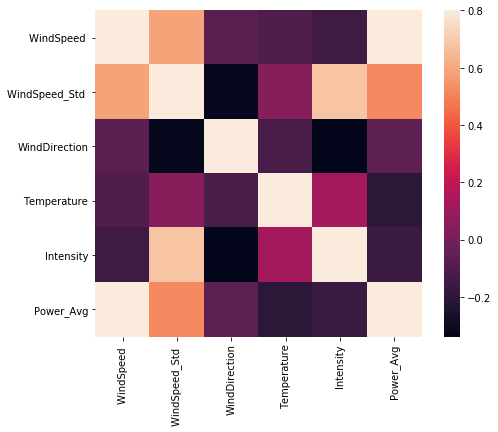 WindSpeed
WindSpeed_Std
WindDirection
Temperature
Intensity
Power_Avg
WindSpeed
WindSpeed_Std
WindDirection
Temperature
Intensity
Power_Avg
0.8
0.6
0.4
0.2
0.0
−0.2